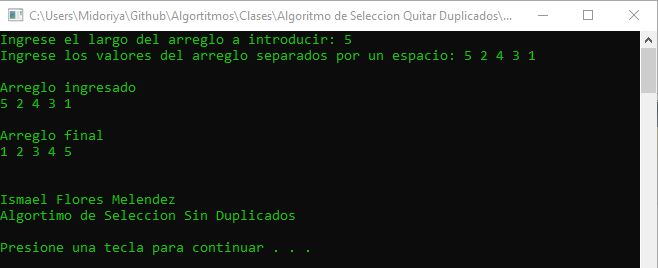 C:\Users\Midoriya\Github\Algortitmos\Clases\Algoritmo de Seleccion Quitar Duplicados\...
Ingrese el largo del arreglo a introducir: 5
Ingrese los valores del arreglo separados por un espacio: 5 2 4 3 1
Arreglo ingresado
5 2 4 3 1
Arreglo final
1 2 3 4 5
Ismael Flores Melendez
Algortimo de Seleccion Sin Duplicados
Presione una tecla para continuar . . .